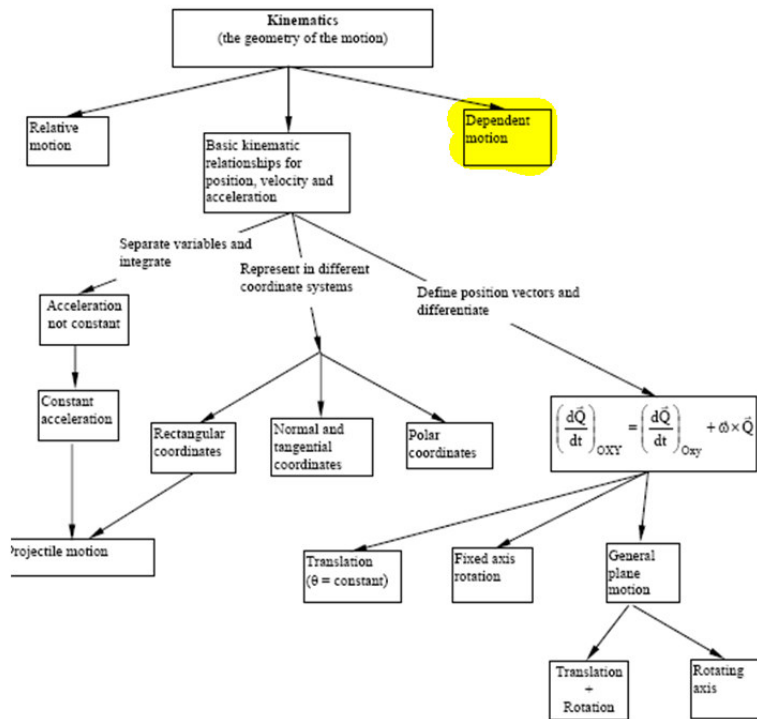 Kinematics
(the geometry of the motion)
Relative
motion
Basic kinematic
relationships for
position, velocity and
acceleration
Dependent
motion
Separate variables and
integrate
Represent in different
coordinate systems
Define position vectors and
differentiate
Acceleration
not constant
Constant
acceleration
Rectangular
coordinates
Normal and
tangential
coordinates
Polar
coordinates
(dQ⃗/dt)OXY = (dQ⃗/dt)Oxy + ω⃗ × Q⃗
Projectile motion
Translation
(θ = constant)
Fixed axis
rotation
General
plane
motion
Translation
+
Rotation
Rotating
axis